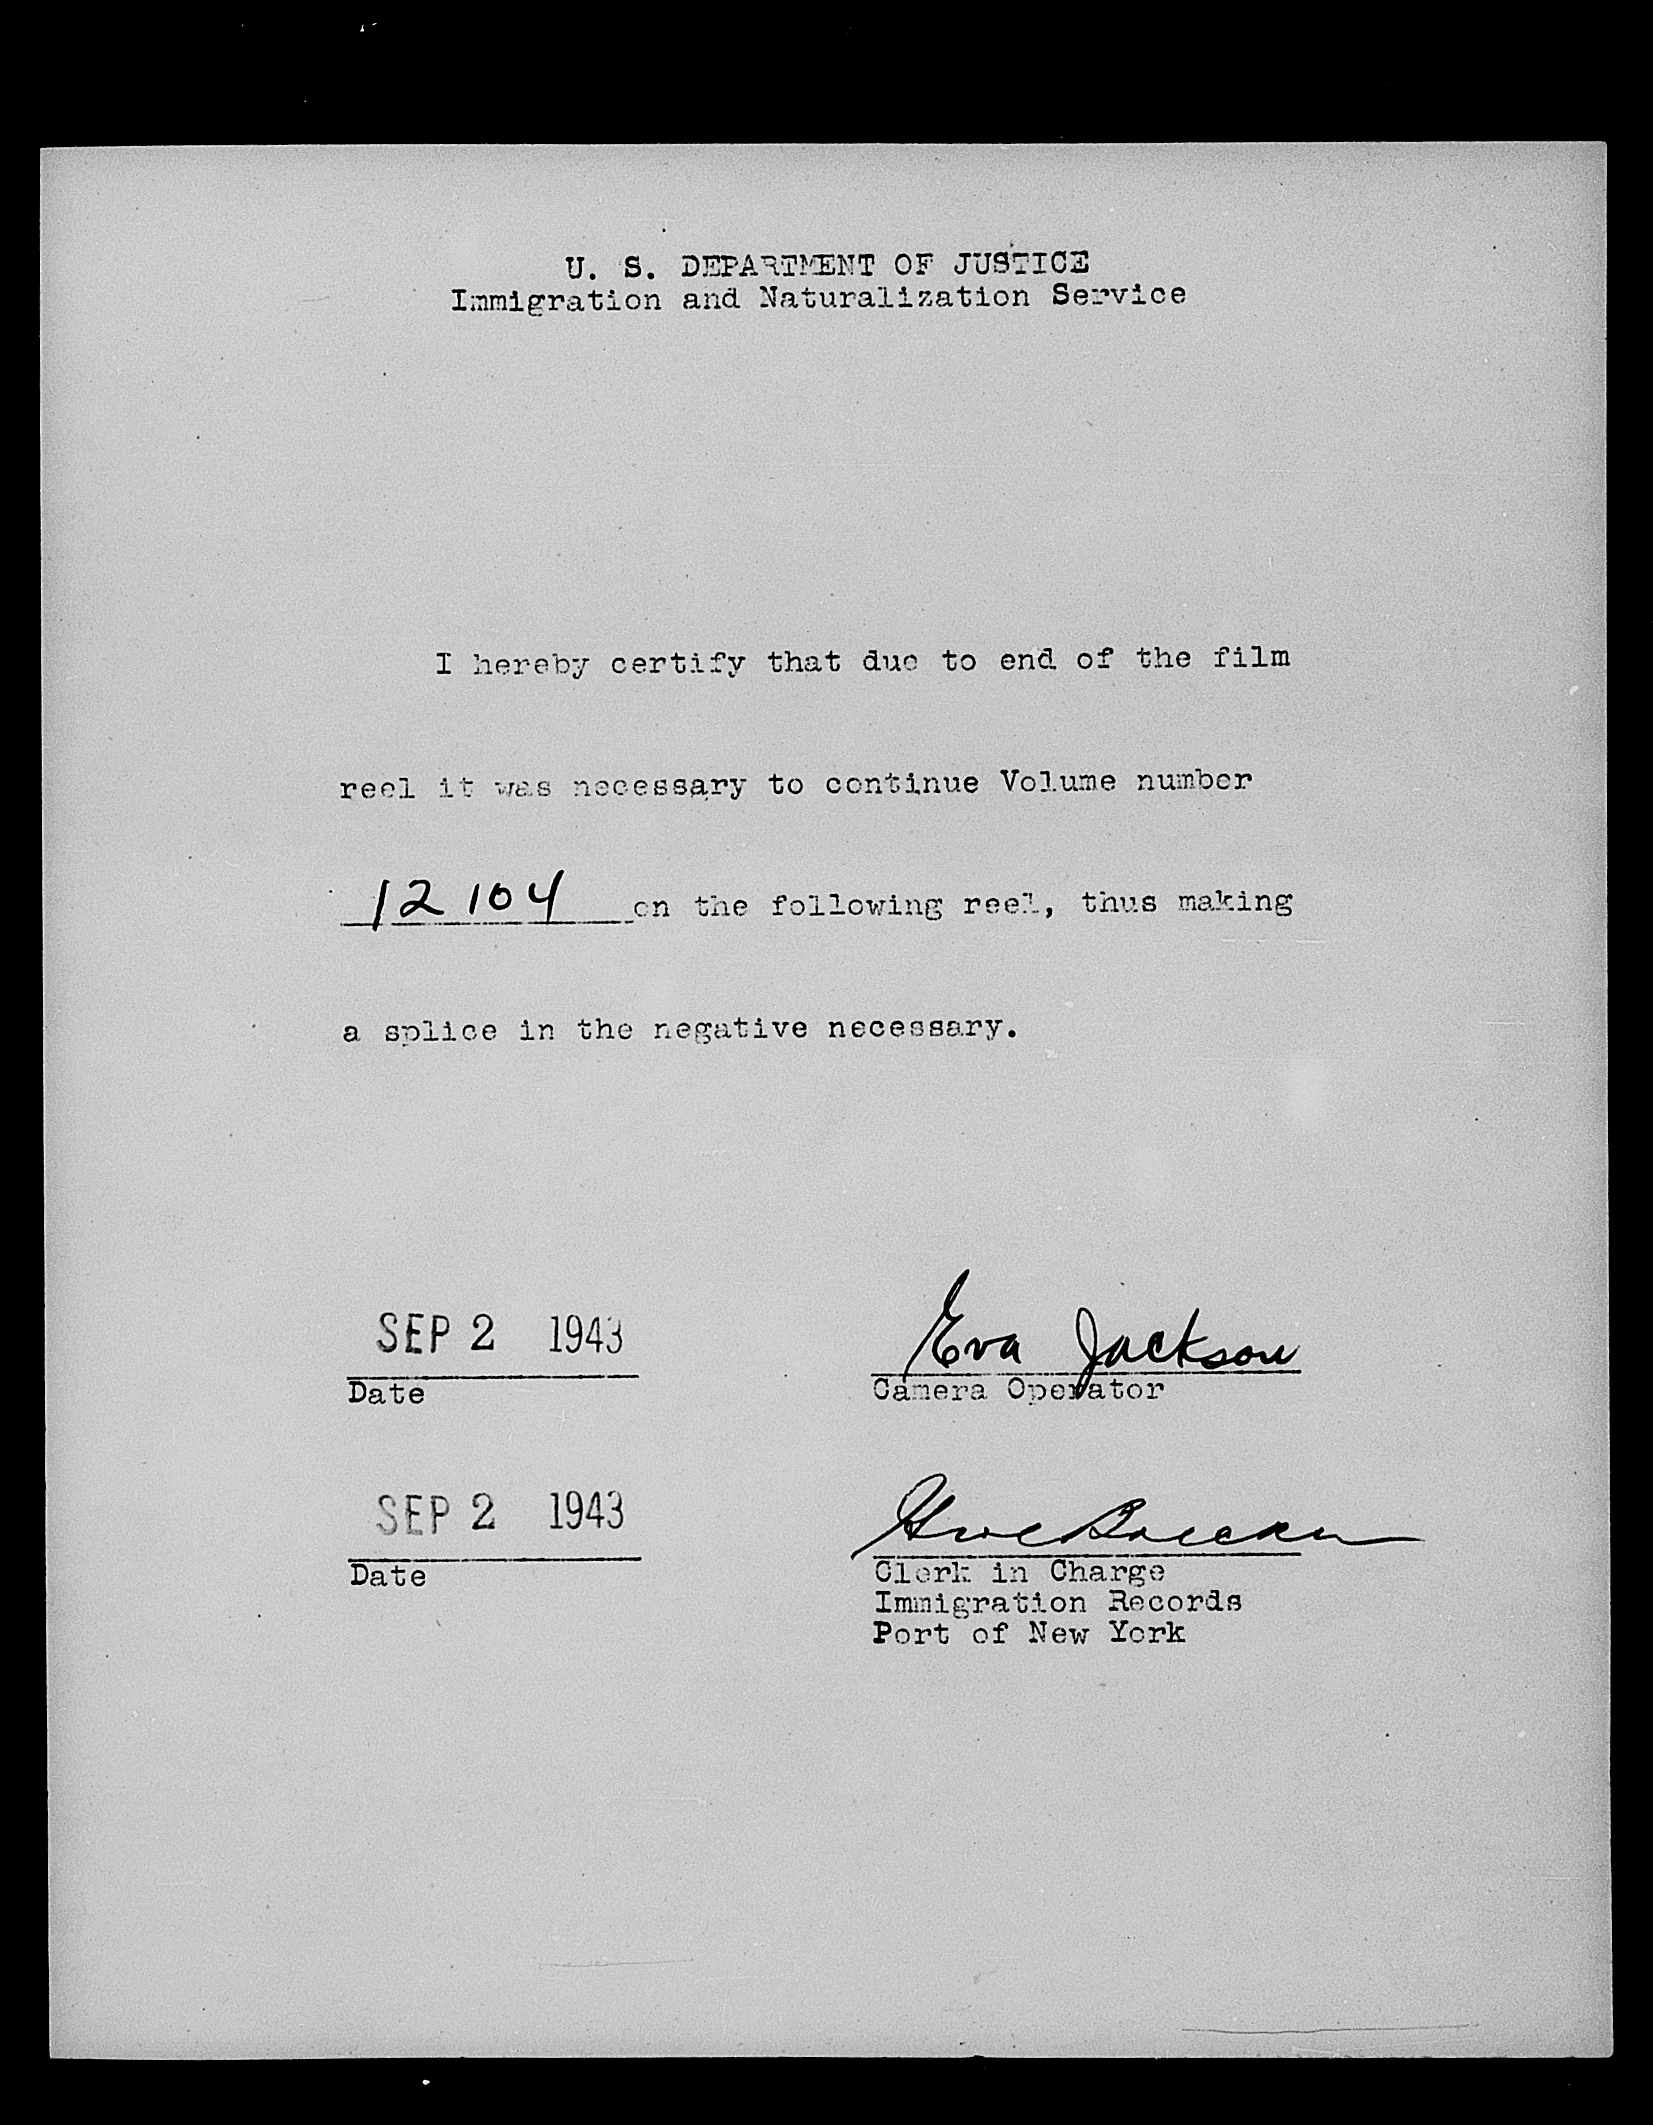 U. S. DEPARTMENT OF JUSTICE
Immigration and Naturalization Service
I hereby certify that due to end of the film
reel it was necessary to continue Volume number
12104 on the following reel, thus making
a splice in the negative necessary.
SEP 2 1943
Eva Jackson
Date
Camera Operator
SEP 2 1943
Date
Clerk in Charge
Immigration Records
Port of New York